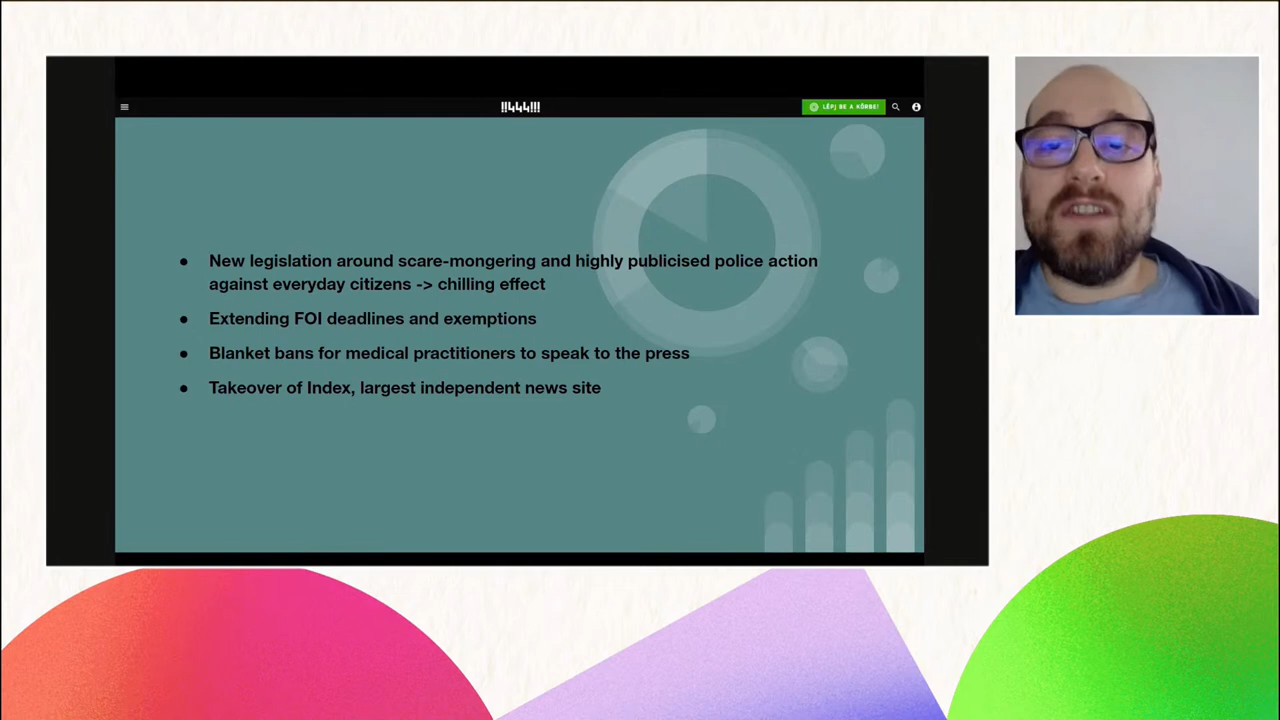 !!444!!!
LÉPJ BE A KÖRBE!
● New legislation around scare-mongering and highly publicised police action
against everyday citizens -> chilling effect
● Extending FOI deadlines and exemptions
● Blanket bans for medical practitioners to speak to the press
● Takeover of Index, largest independent news site